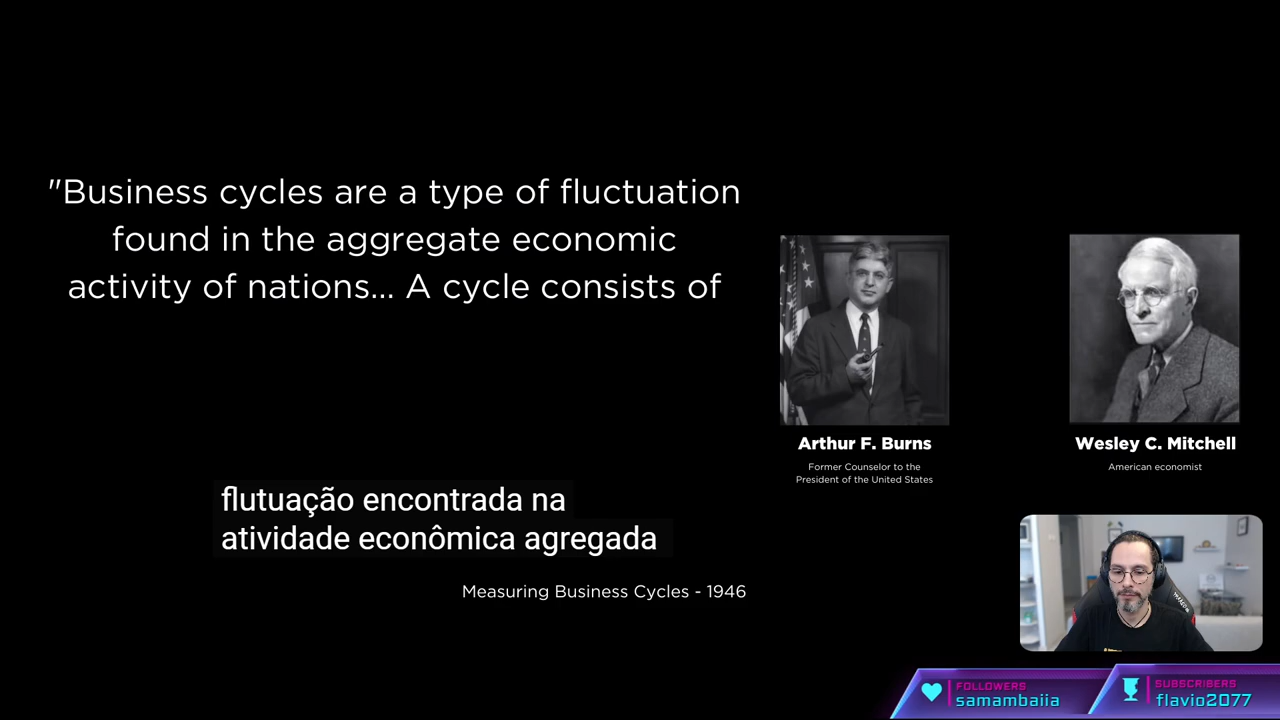 "Business cycles are a type of fluctuation
found in the aggregate economic
activity of nations... A cycle consists of
Arthur F. Burns
Former Counselor to the
President of the United States
Wesley C. Mitchell
American economist
flutuação encontrada na
atividade econômica agregada
Measuring Business Cycles - 1946
FOLLOWERS
samambaiia
SUBSCRIBERS
flavio2077